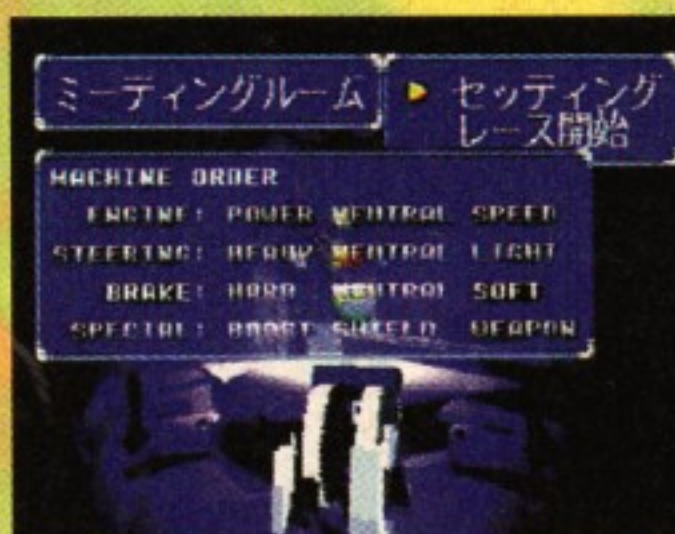 ミーティングルーム
セッティング
レース開始
MACHINE ORDER
ENGINE: POWER NEUTRAL SPEED
STEERING: HEAVY NEUTRAL LIGHT
BRAKE: HARD NEUTRAL SOFT
SPECIAL: BOOST SHIELD WEAPON